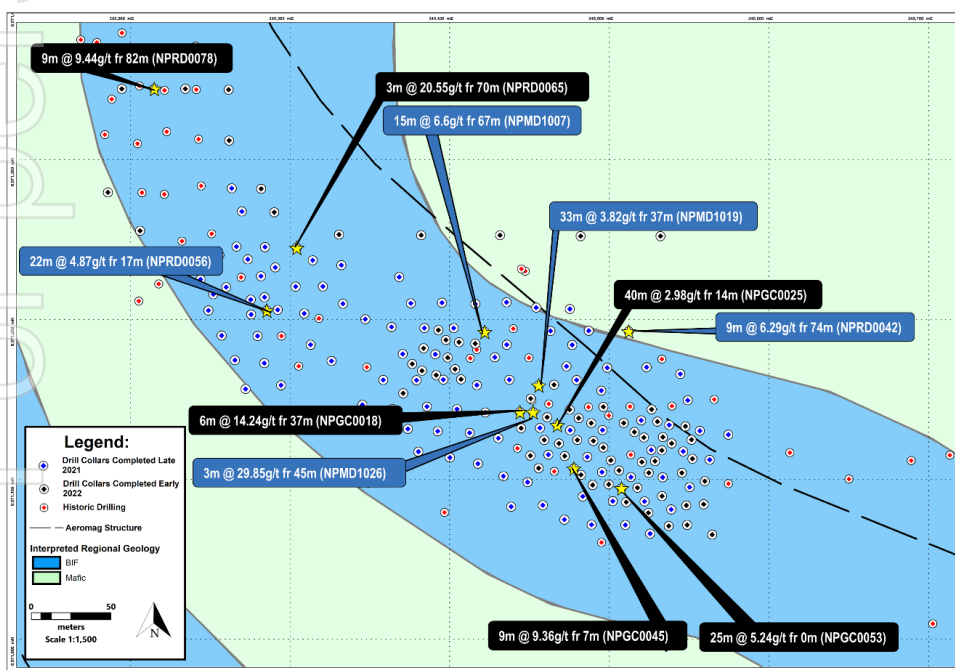 9m @ 9.44g/t fr 82m (NPRD0078)
3m @ 20.55g/t fr 70m (NPRD0065)
15m @ 6.6g/t fr 67m (NPMD1007)
33m @ 3.82g/t fr 37m (NPMD1019)
22m @ 4.87g/t fr 17m (NPRD0056)
40m @ 2.98g/t fr 14m (NPGC0025)
9m @ 6.29g/t fr 74m (NPRD0042)
6m @ 14.24g/t fr 37m (NPGC0018)
3m @ 29.85g/t fr 45m (NPMD1026)
9m @ 9.36g/t fr 7m (NPGC0045)
25m @ 5.24g/t fr 0m (NPGC0053)
Legend:
Drill Collars Completed Late
2021
Drill Collars Completed Early
2022
Historic Drilling
Aeromag Structure
Interpreted Regional Geology
BIF
Mafic
0 50
meters
Scale 1:1,500
N